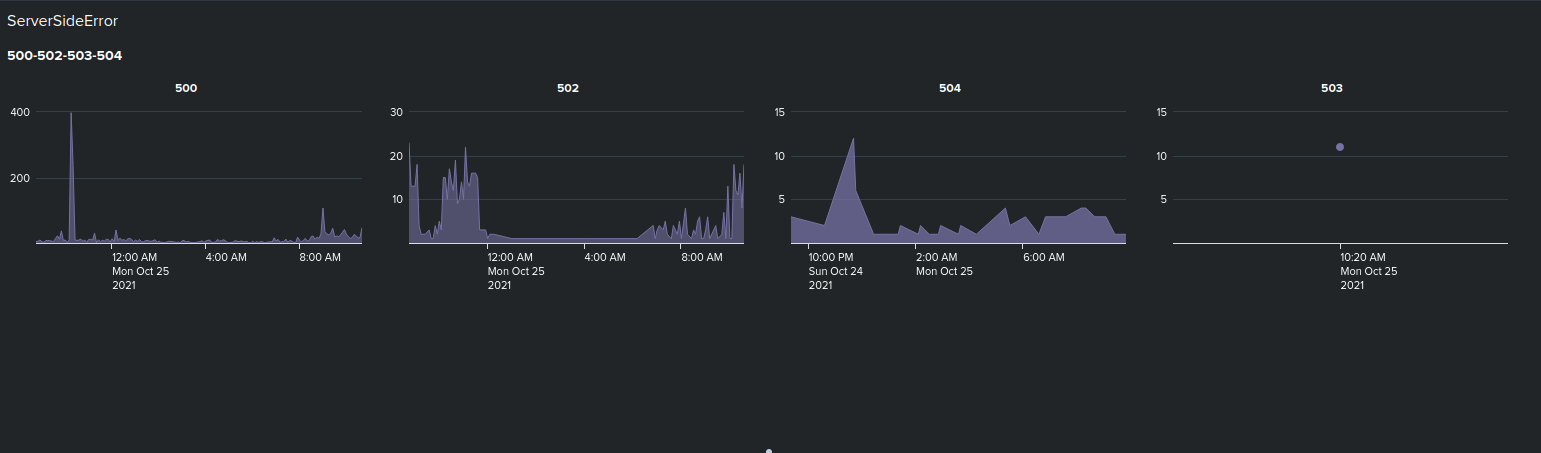 ServerSideError
500-502-503-504
500
400
200
12:00 AM
Mon Oct 25
2021
4:00 AM
8:00 AM
502
30
20
10
12:00 AM
Mon Oct 25
2021
4:00 AM
8:00 AM
504
15
10
5
10:00 PM
Sun Oct 24
2021
2:00 AM
Mon Oct 25
6:00 AM
503
15
10
5
10:20 AM
Mon Oct 25
2021